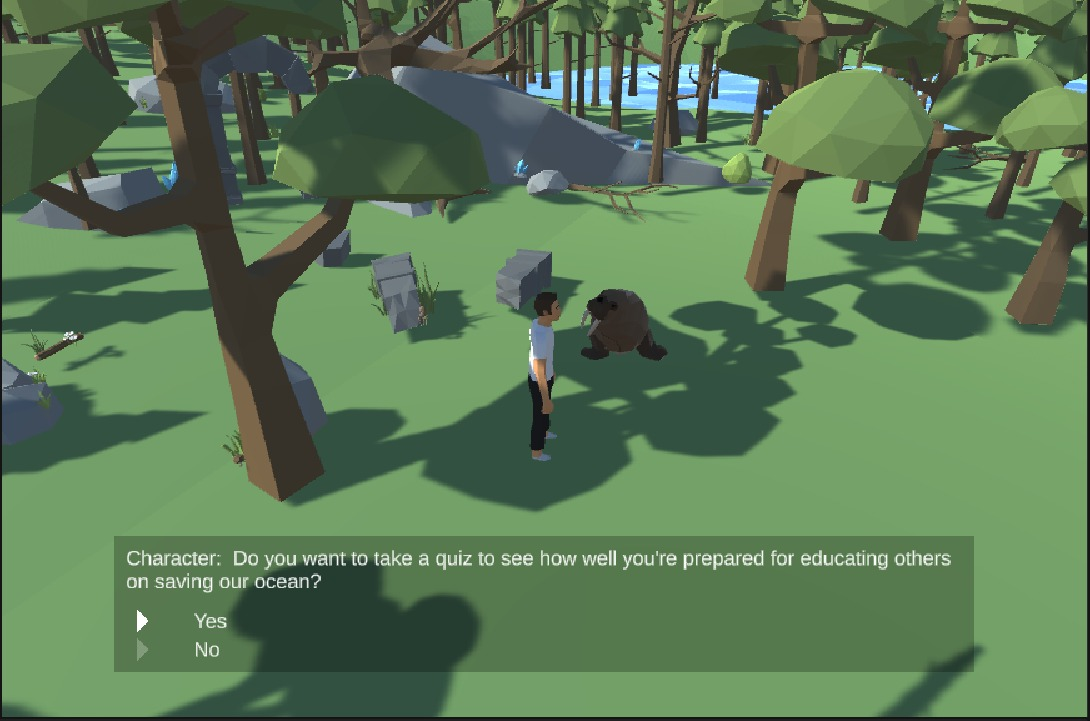 Character:  Do you want to take a quiz to see how well you're prepared for educating others
on saving our ocean?
Yes
No